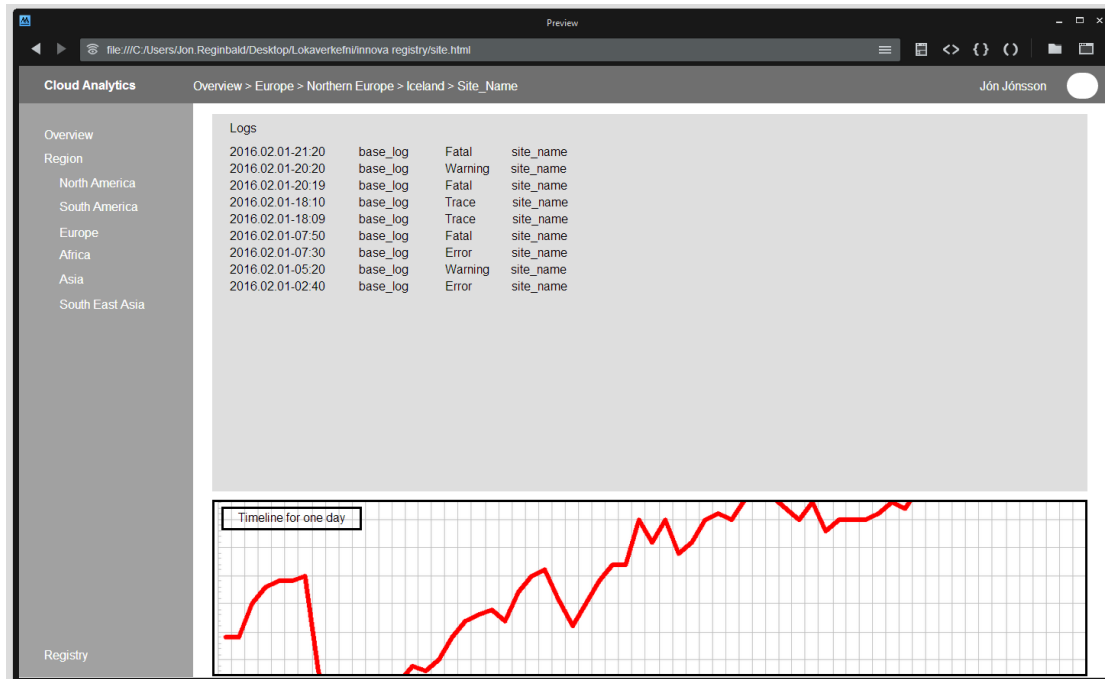 Preview
file:///C:/Users/Jon.Reginbald/Desktop/Lokaverkefni/innova registry/site.html
Cloud Analytics Overview > Europe > Northern Europe > Iceland > Site_Name Jón Jónsson
Overview
Region
North America
South America
Europe
Africa
Asia
South East Asia
Registry
Logs
2016.02.01-21:20 base_log Fatal site_name
2016.02.01-20:20 base_log Warning site_name
2016.02.01-20:19 base_log Fatal site_name
2016.02.01-18:10 base_log Trace site_name
2016.02.01-18:09 base_log Trace site_name
2016.02.01-07:50 base_log Fatal site_name
2016.02.01-07:30 base_log Error site_name
2016.02.01-05:20 base_log Warning site_name
2016.02.01-02:40 base_log Error site_name
Timeline for one day